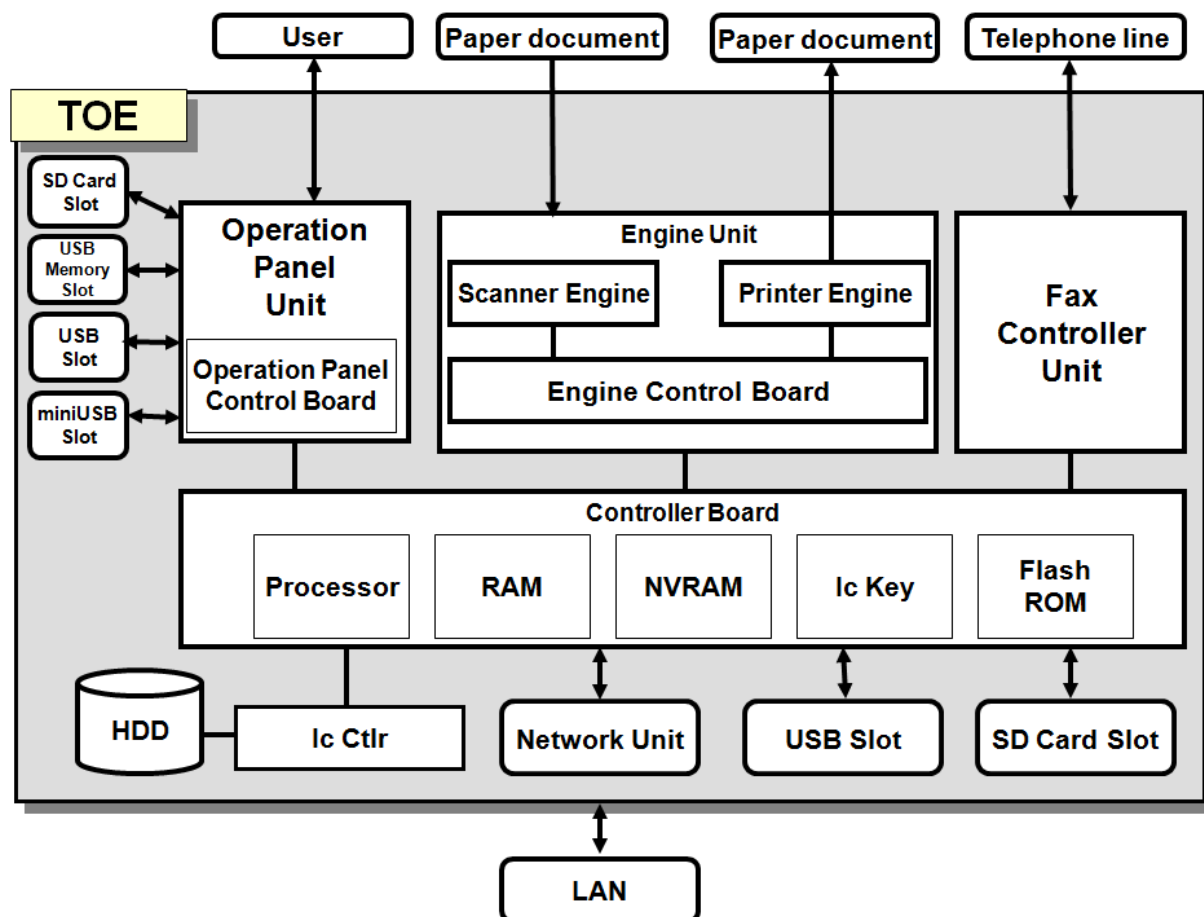 User
Paper document
Paper document
Telephone line
TOE
SD Card
Slot
USB
Memory
Slot
USB
Slot
miniUSB
Slot
Operation
Panel
Unit
Operation Panel
Control Board
Engine Unit
Scanner Engine
Printer Engine
Engine Control Board
Fax
Controller
Unit
Controller Board
Processor
RAM
NVRAM
Ic Key
Flash
ROM
HDD
Ic Ctlr
Network Unit
USB Slot
SD Card Slot
LAN